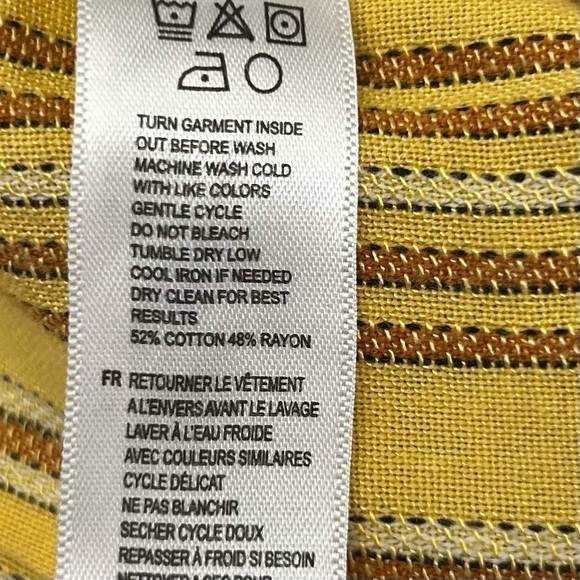 TURN GARMENT INSIDE
OUT BEFORE WASH
MACHINE WASH COLD
WITH LIKE COLORS
GENTLE CYCLE
DO NOT BLEACH
TUMBLE DRY LOW
COOL IRON IF NEEDED
DRY CLEAN FOR BEST
RESULTS
52% COTTON 48% RAYON
FR RETOURNER LE VÊTEMENT
A L'ENVERS AVANT LE LAVAGE
LAVER À L'EAU FROIDE
AVEC COULEURS SIMILAIRES
CYCLE DÉLICAT
NE PAS BLANCHIR
SECHER CYCLE DOUX
REPASSER À FROID SI BESOIN
NETTOYER A SEC POUR